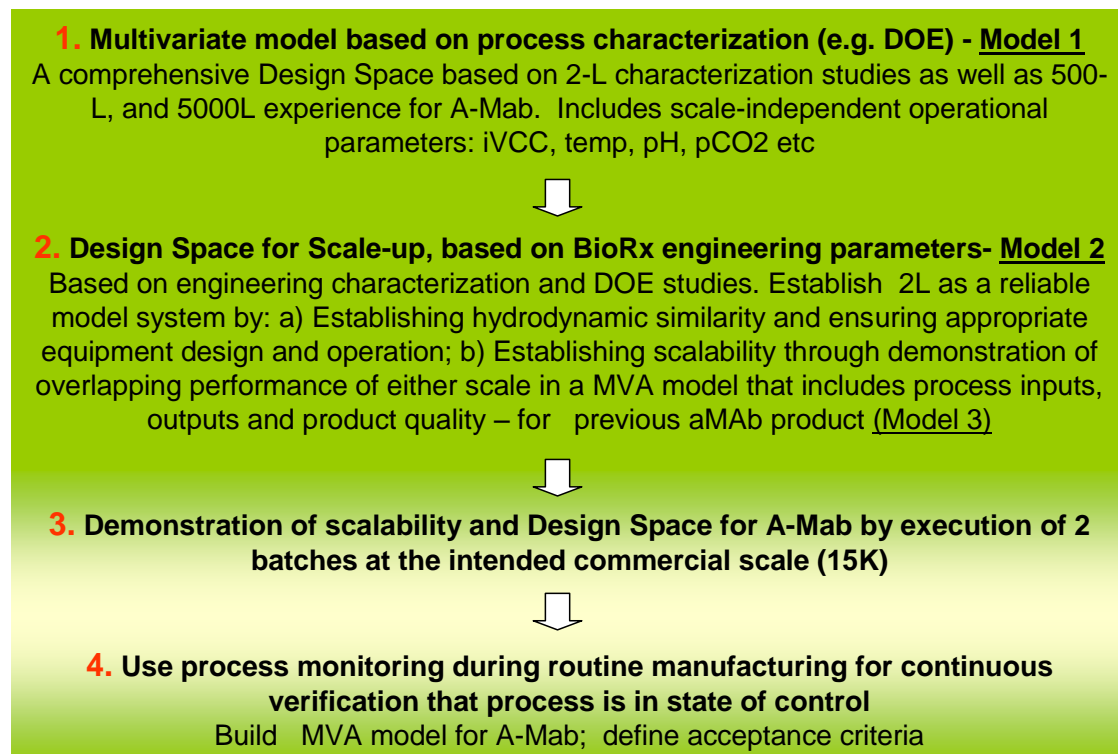 1. Multivariate model based on process characterization (e.g. DOE) - Model 1
A comprehensive Design Space based on 2-L characterization studies as well as 500-
L, and 5000L experience for A-Mab. Includes scale-independent operational
parameters: iVCC, temp, pH, pCO2 etc
2. Design Space for Scale-up, based on BioRx engineering parameters- Model 2
Based on engineering characterization and DOE studies. Establish 2L as a reliable
model system by: a) Establishing hydrodynamic similarity and ensuring appropriate
equipment design and operation; b) Establishing scalability through demonstration of
overlapping performance of either scale in a MVA model that includes process inputs,
outputs and product quality – for previous aMAb product (Model 3)
3. Demonstration of scalability and Design Space for A-Mab by execution of 2
batches at the intended commercial scale (15K)
4. Use process monitoring during routine manufacturing for continuous
verification that process is in state of control
Build MVA model for A-Mab; define acceptance criteria